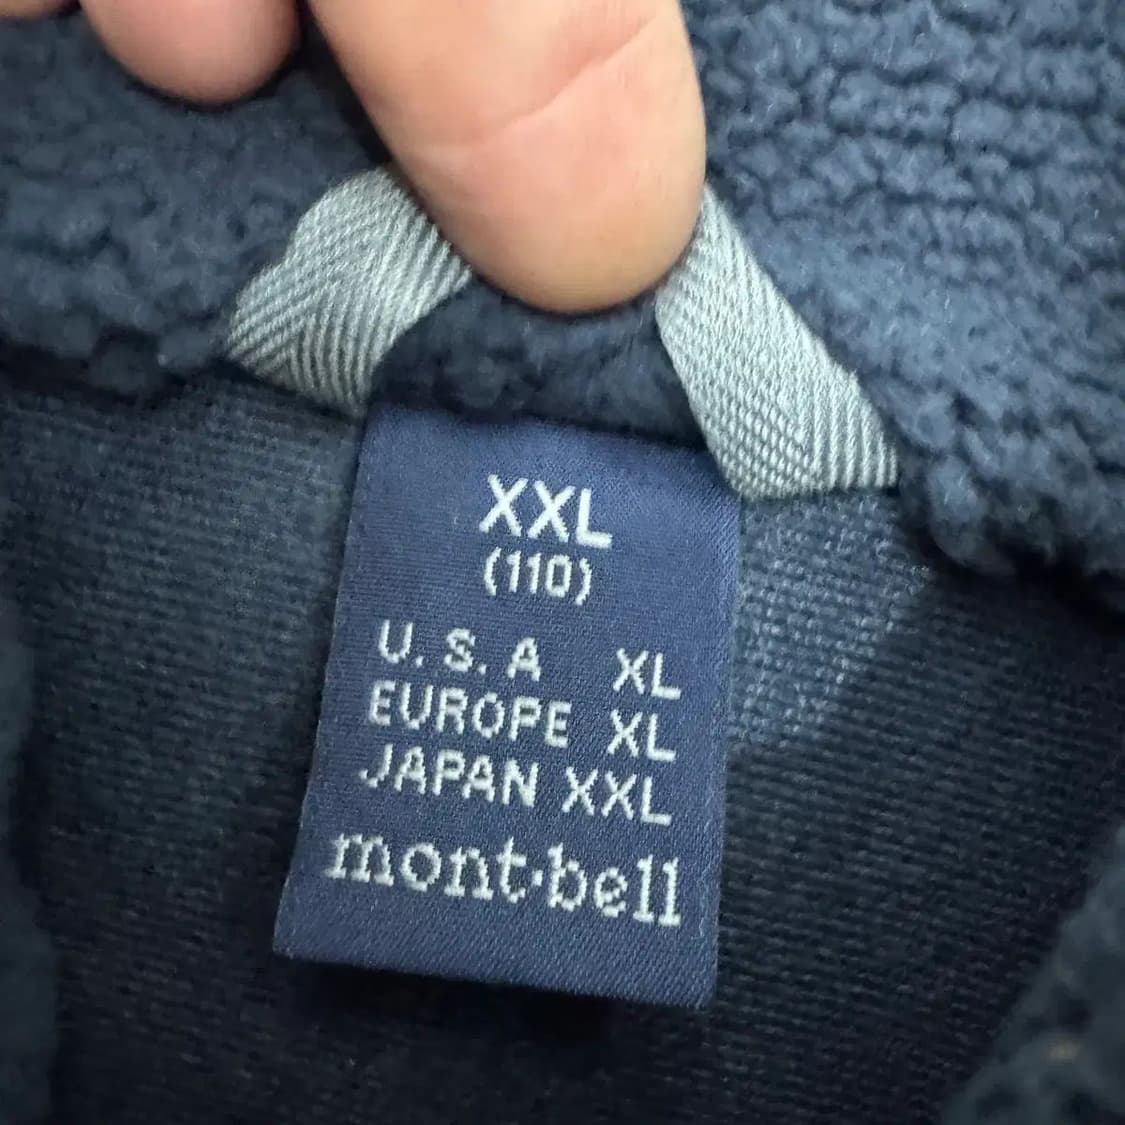 XXL
(110)
U.S.A XL
EUROPE XL
JAPAN XXL
mont·bell